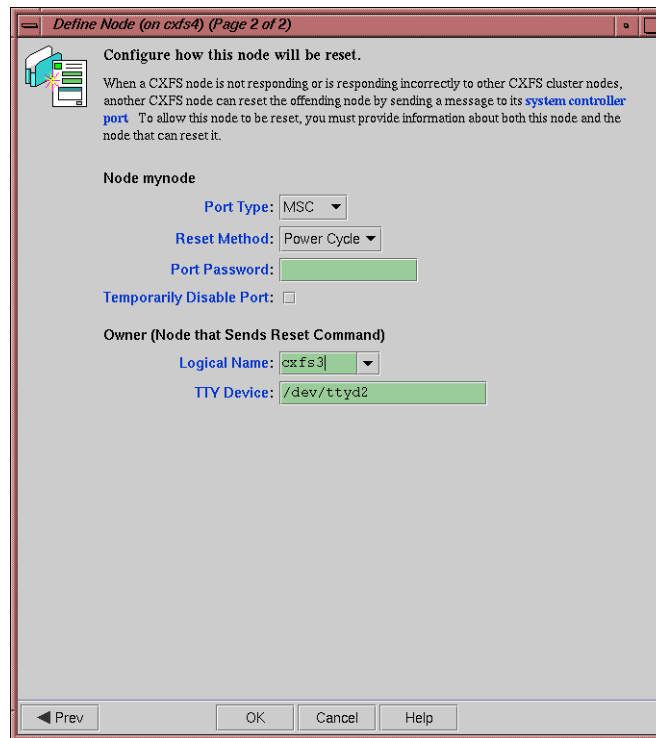 Define Node (on cxfs4) (Page 2 of 2)
Configure how this node will be reset.
When a CXFS node is not responding or is responding incorrectly to other CXFS cluster nodes,
another CXFS node can reset the offending node by sending a message to its system controller
port. To allow this node to be reset, you must provide information about both this node and the
node that can reset it.
Node mynode
Port Type: MSC
Reset Method: Power Cycle
Port Password:
Temporarily Disable Port:
Owner (Node that Sends Reset Command)
Logical Name: cxfs3
TTY Device: /dev/ttyd2
Prev OK Cancel Help